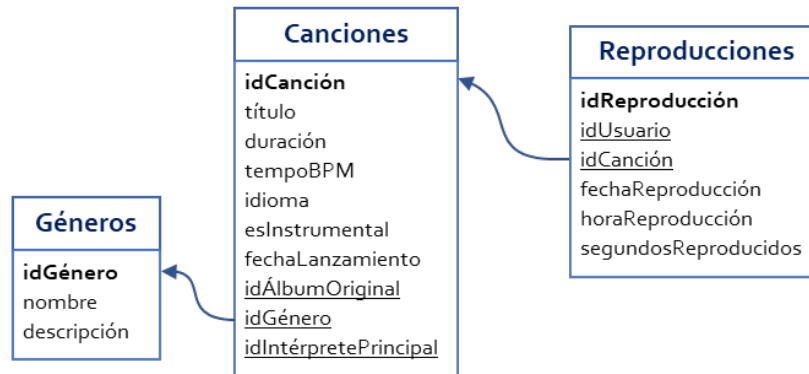 Géneros
idGénero
nombre
descripción
Canciones
idCanción
título
duración
tempoBPM
idioma
esInstrumental
fechaLanzamiento
idÁlbumOriginal
idGénero
idIntérpretePrincipal
Reproducciones
idReproducción
idUsuario
idCanción
fechaReproducción
horaReproducción
segundosReproducidos